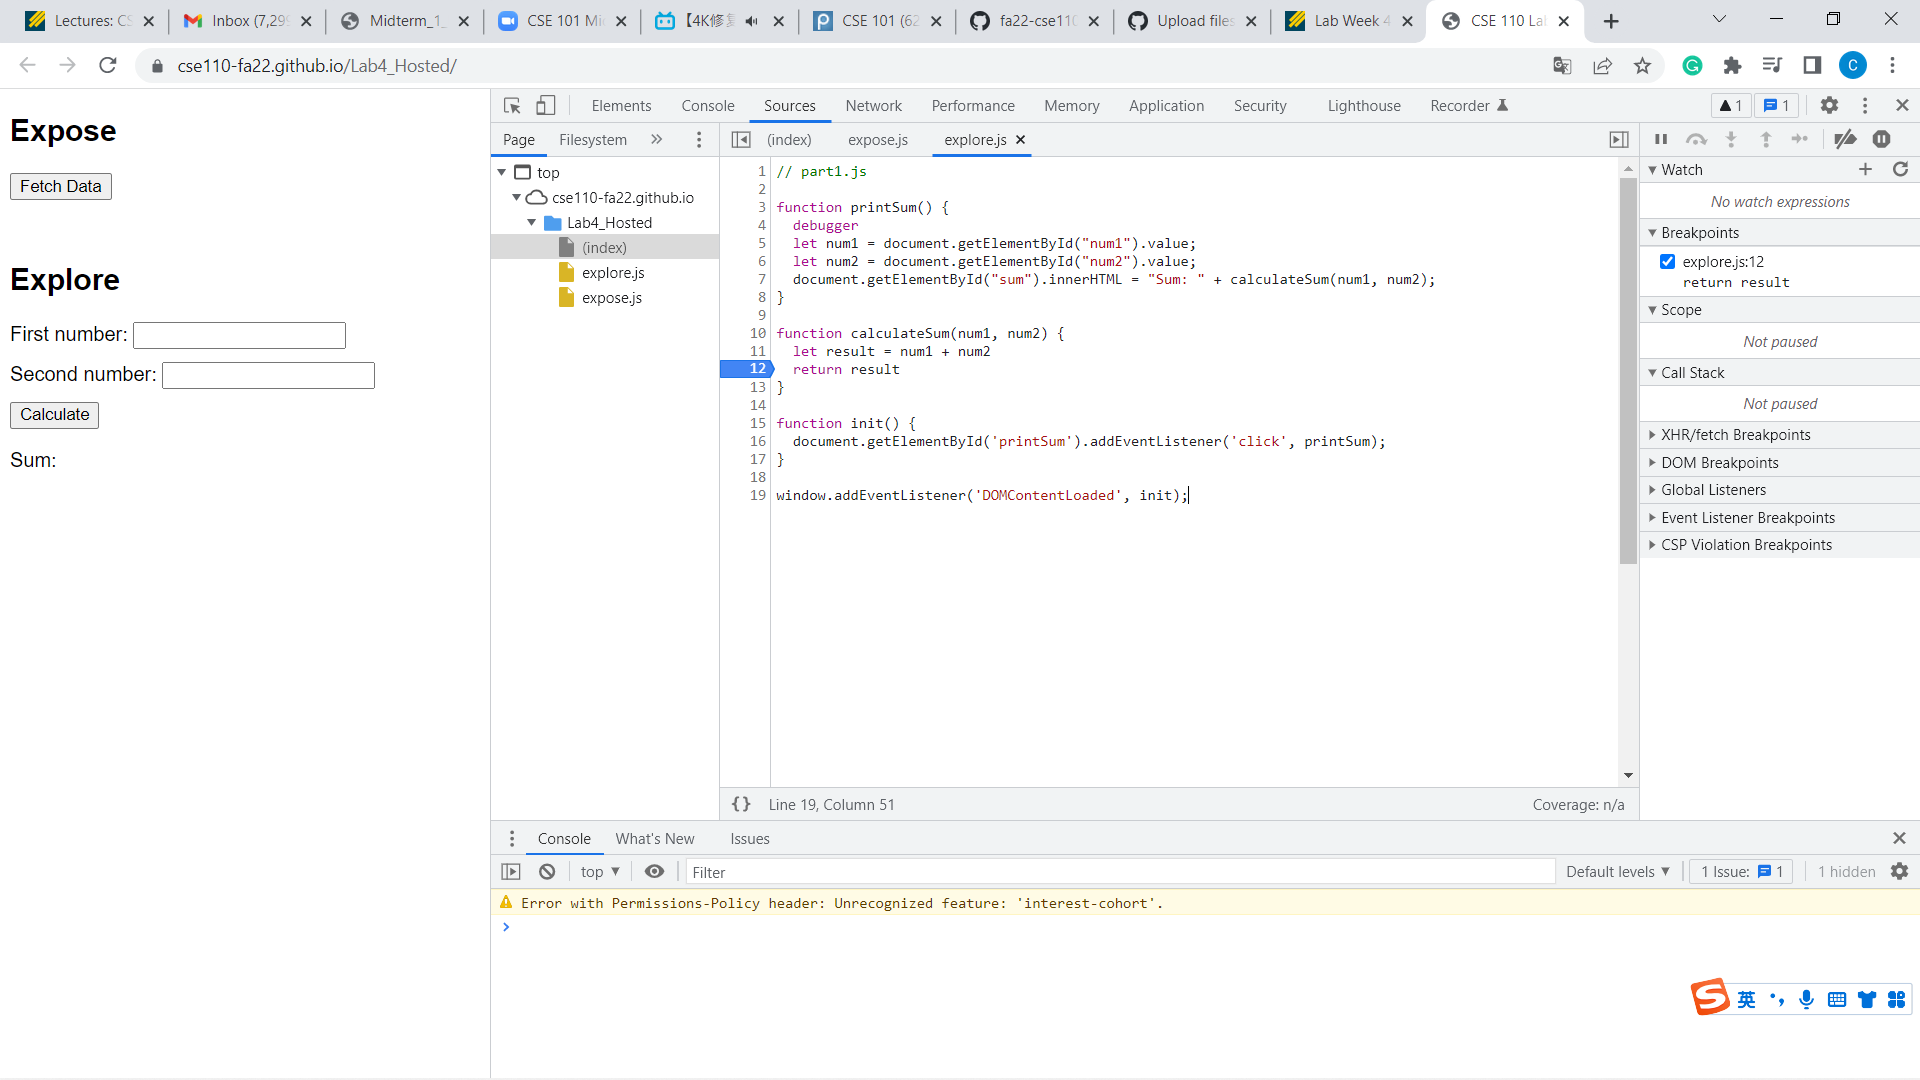 Lectures: CS
Inbox (7,299
Midterm_1_
CSE 101 Mi
【4K修复
CSE 101 (62
fa22-cse110
Upload files
Lab Week 4
CSE 110 La
cse110-fa22.github.io/Lab4_Hosted/
C
Expose
Fetch Data
Explore
First number:
Second number:
Calculate
Sum:
Elements Console Sources Network Performance Memory Application Security Lighthouse Recorder
1
1
Page Filesystem »
(index) expose.js explore.js
top
cse110-fa22.github.io
Lab4_Hosted
(index)
explore.js
expose.js
1 // part1.js
2
3 function printSum() {
4 debugger
5 let num1 = document.getElementById("num1").value;
6 let num2 = document.getElementById("num2").value;
7 document.getElementById("sum").innerHTML = "Sum: " + calculateSum(num1, num2);
8 }
9
10 function calculateSum(num1, num2) {
11 let result = num1 + num2
12 return result
13 }
14
15 function init() {
16 document.getElementById('printSum').addEventListener('click', printSum);
17 }
18
19 window.addEventListener('DOMContentLoaded', init);
{} Line 19, Column 51
Coverage: n/a
Watch
No watch expressions
Breakpoints
explore.js:12
return result
Scope
Not paused
Call Stack
Not paused
XHR/fetch Breakpoints
DOM Breakpoints
Global Listeners
Event Listener Breakpoints
CSP Violation Breakpoints
Console What's New Issues
top
Filter
Default levels
1 Issue: 1
1 hidden
Error with Permissions-Policy header: Unrecognized feature: 'interest-cohort'.
S 英